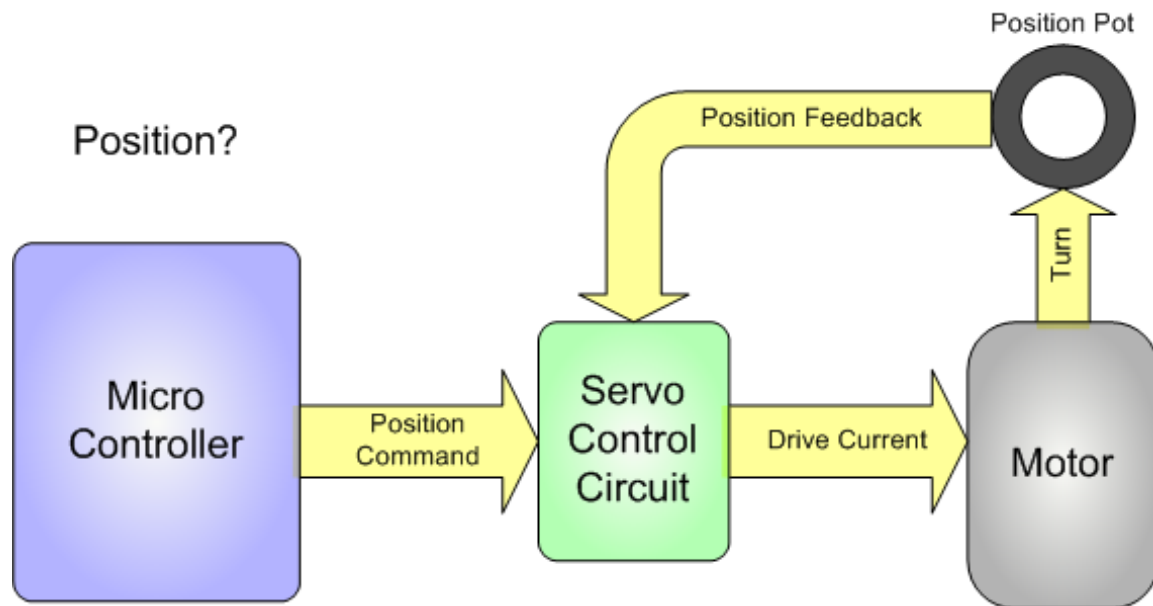 Position Pot
Position Feedback
Position?
Turn
Micro
Controller
Position
Command
Servo
Control
Circuit
Drive Current
Motor